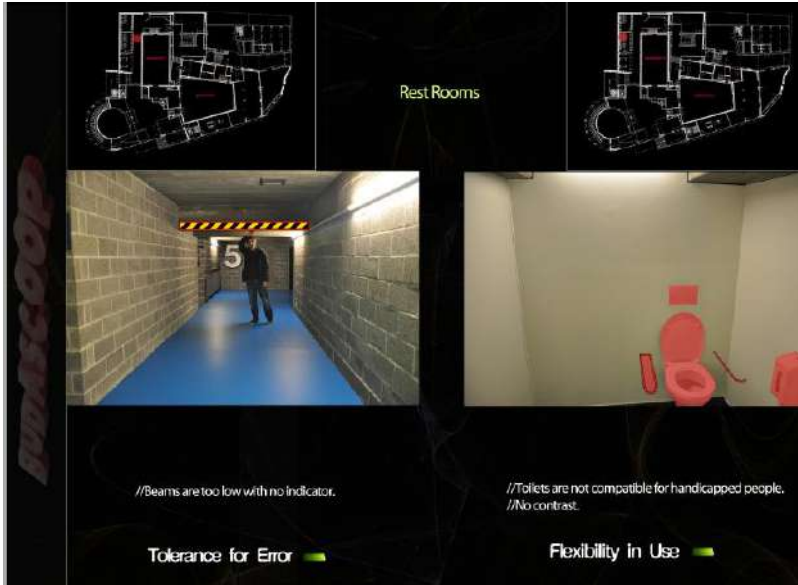 BUDASCOOP
Rest Rooms
5
//Beams are too low with no indicator.
Tolerance for Error
//Toilets are not compatible for handicapped people.
//No contrast.
Flexibility in Use